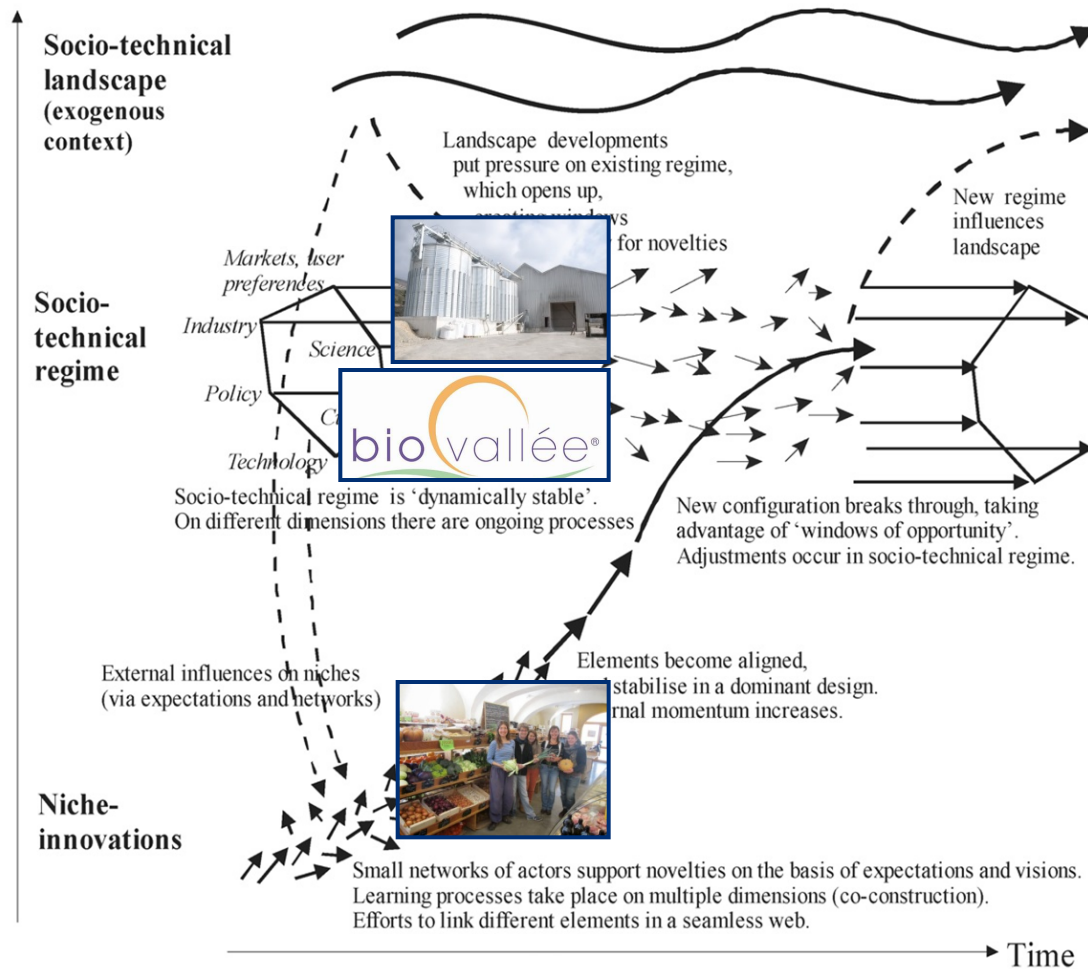 Socio-technical
landscape
(exogenous
context)
Landscape developments
put pressure on existing regime,
which opens up,
creating windows
for novelties
New regime
influences
landscape
Markets, user
preferences
Industry
Science
Policy
Technology
Socio-
technical
regime
biovallée®
Socio-technical regime is ‘dynamically stable’.
On different dimensions there are ongoing processes
New configuration breaks through, taking
advantage of ‘windows of opportunity’.
Adjustments occur in socio-technical regime.
External influences on niches
(via expectations and networks)
Elements become aligned,
stabilise in a dominant design.
momentum increases.
Niche-
innovations
Small networks of actors support novelties on the basis of expectations and visions.
Learning processes take place on multiple dimensions (co-construction).
Efforts to link different elements in a seamless web.
Time